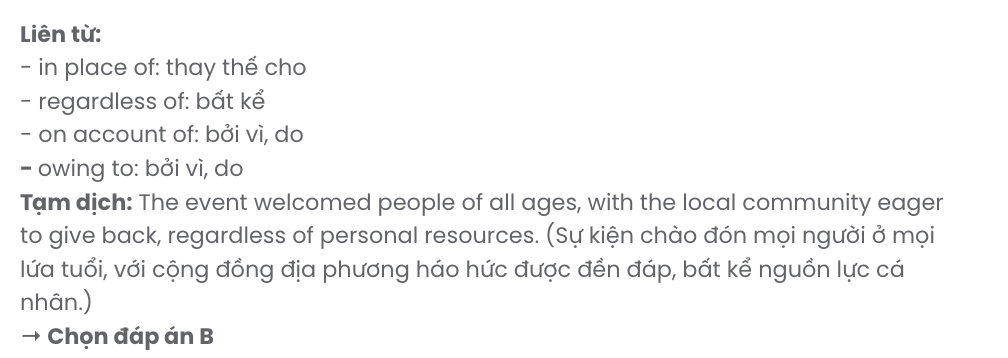 Liên từ:
- in place of: thay thế cho
- regardless of: bất kể
- on account of: bởi vì, do
- owing to: bởi vì, do
Tạm dịch: The event welcomed people of all ages, with the local community eager
to give back, regardless of personal resources. (Sự kiện chào đón mọi người ở mọi
lứa tuổi, với cộng đồng địa phương háo hức được đền đáp, bất kể nguồn lực cá
nhân.)
→ Chọn đáp án B